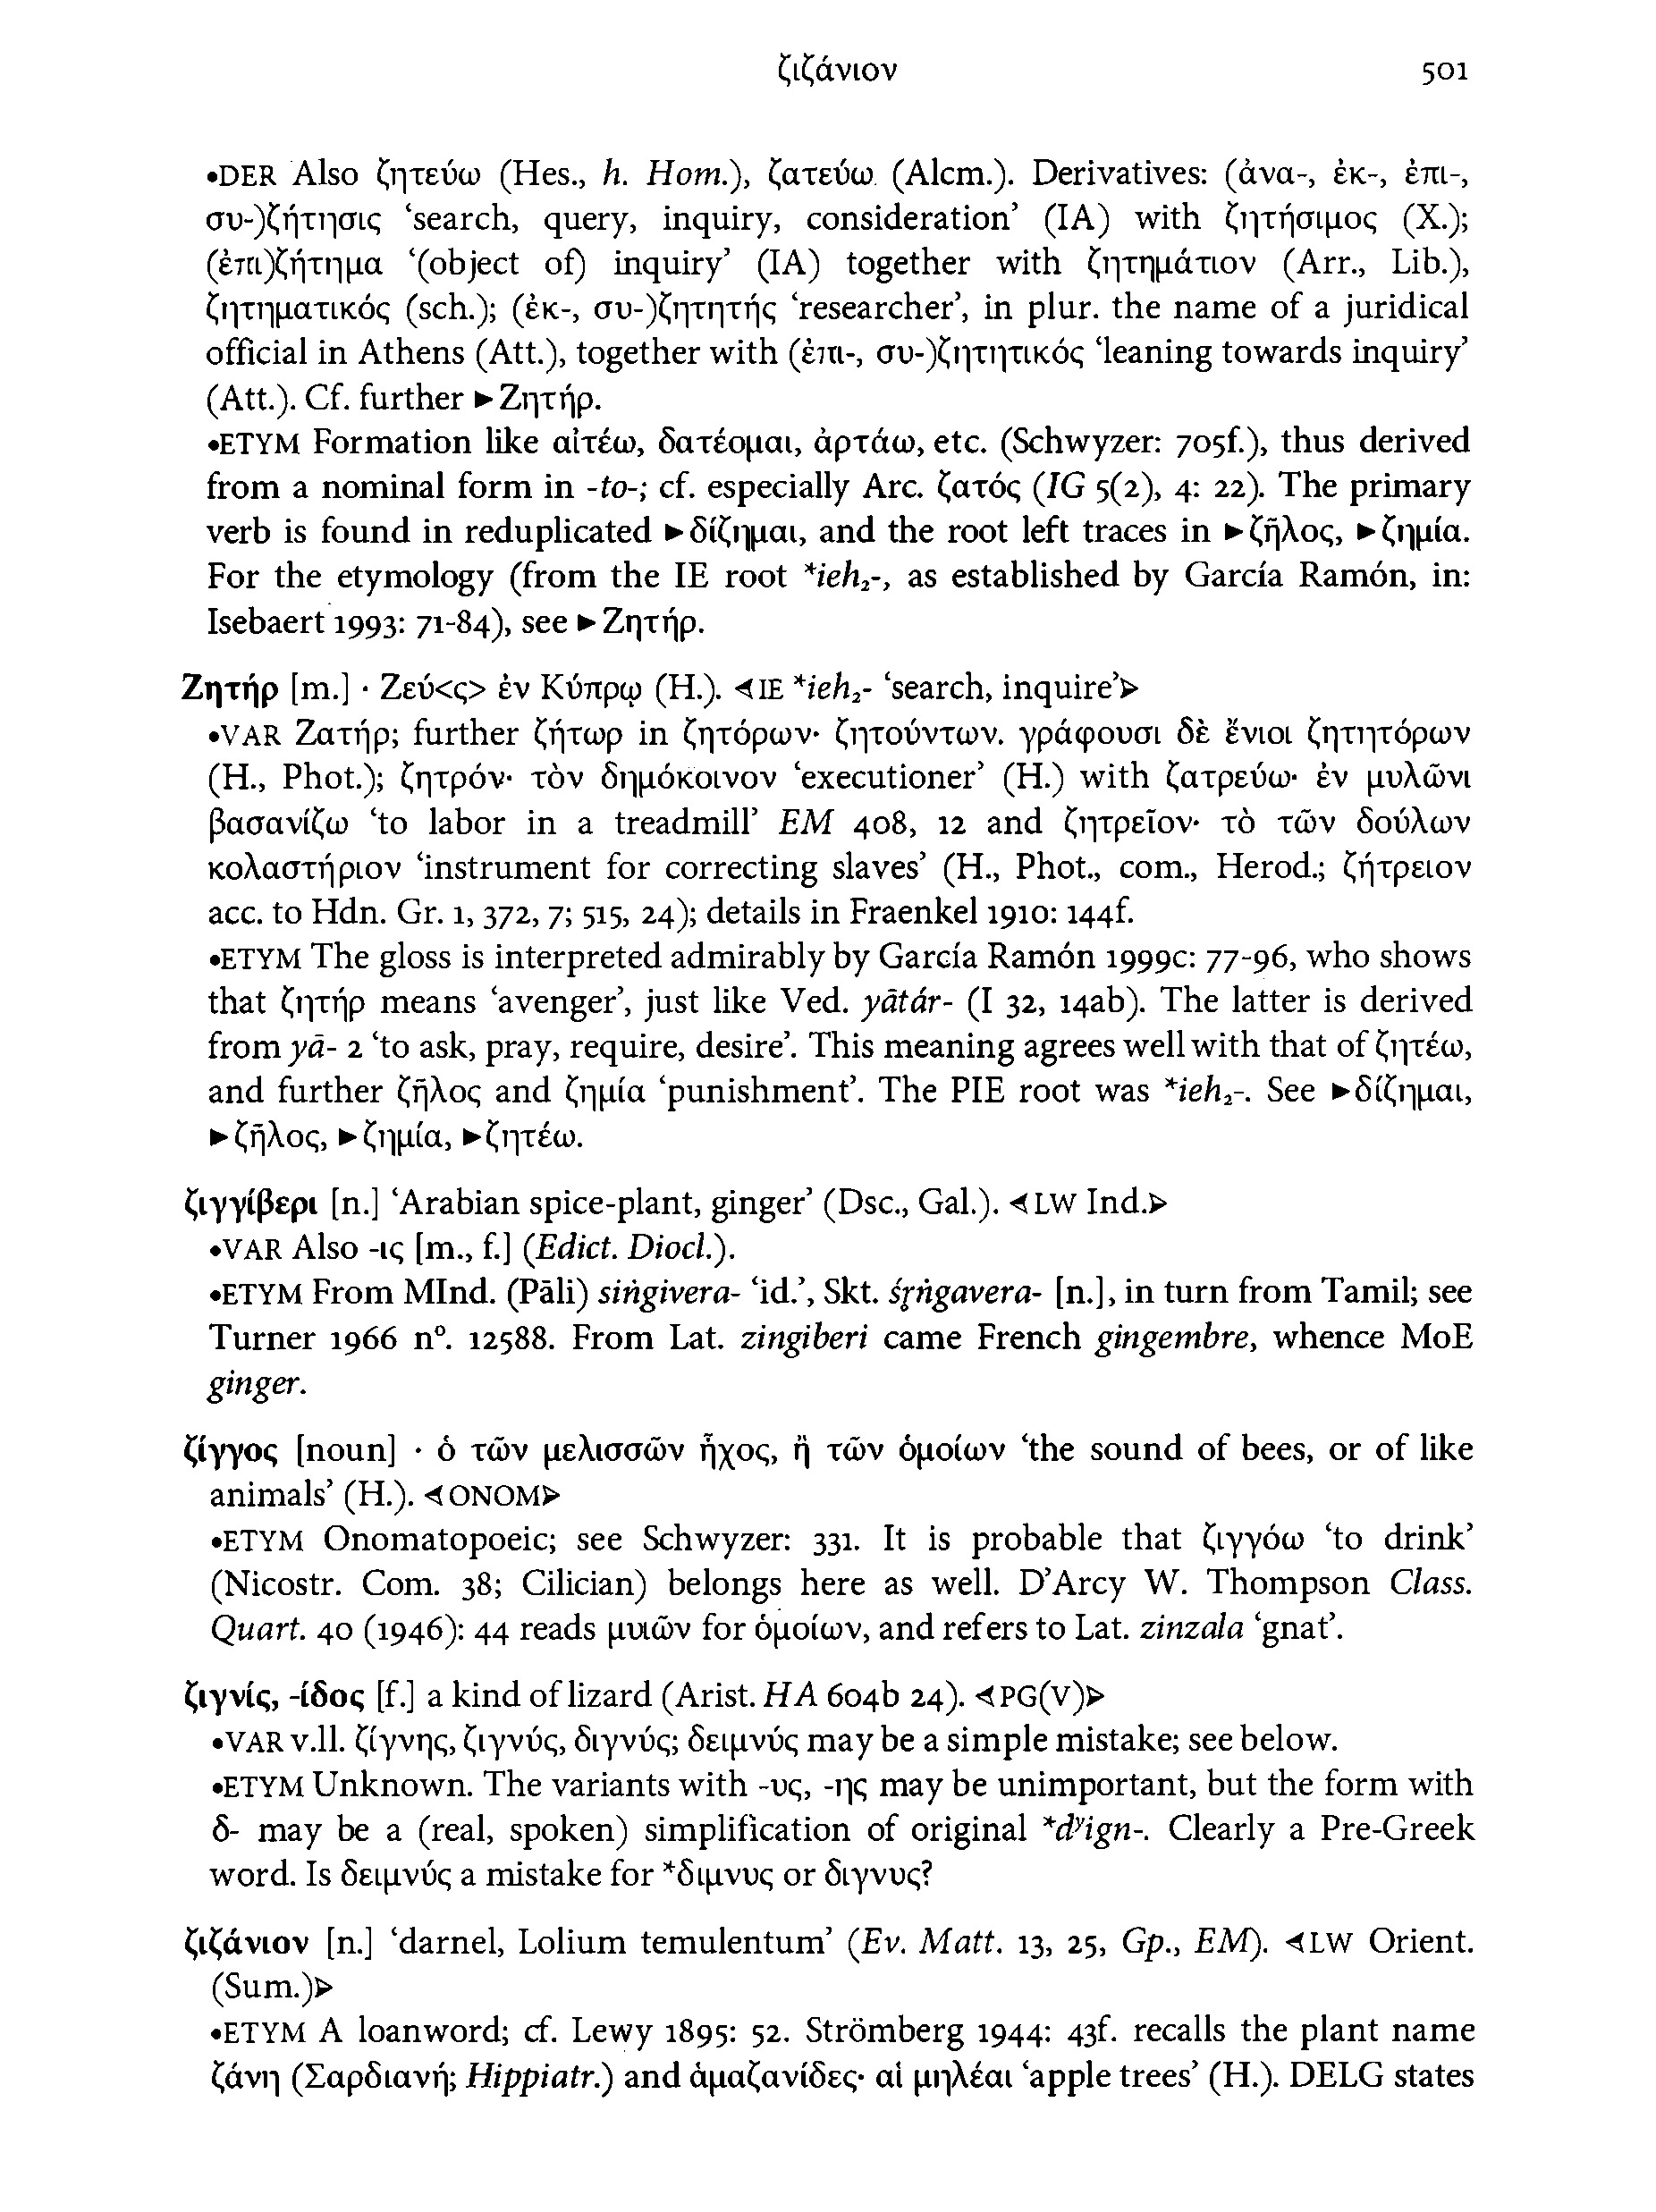 ζιζάνιον 501
•DER Also ζητεύω (Hes., h. Hom.), ζατεύω (Alcm.). Derivatives: (ἀνα-, ἐκ-, ἐπι-,
συ-)ζήτησις ‘search, query, inquiry, consideration’ (IA) with ζητήσιμος (X.);
(ἐπι)ζήτημα ‘(object of) inquiry’ (IA) together with ζητημάτιον (Arr., Lib.),
ζητηματικός (sch.); (ἐκ-, συ-)ζητητής ‘researcher’, in plur. the name of a juridical
official in Athens (Att.), together with (ἐπι-, συ-)ζητητικός ‘leaning towards inquiry’
(Att.). Cf. further ►Ζητήρ.
•ETYM Formation like αἰτέω, δατέομαι, ἀρτάω, etc. (Schwyzer: 705f.), thus derived
from a nominal form in -to-; cf. especially Arc. ζατός (IG 5(2), 4: 22). The primary
verb is found in reduplicated ►δίζημαι, and the root left traces in ►ζῆλος, ►ζημία.
For the etymology (from the IE root *ieh₂-, as established by García Ramón, in:
Isebaert 1993: 71-84), see ►Ζητήρ.
Ζητήρ [m.] · Ζεύ<ς> ἐν Κύπρῳ (H.). ◄IE *ieh₂- ‘search, inquire’►
•VAR Ζατήρ; further ζήτωρ in ζητόρων· ζητούντων. γράφουσι δὲ ἔνιοι ζητητόρων
(H., Phot.); ζητρόν· τὸν δημόκοινον ‘executioner’ (H.) with ζατρεύω· ἐν μυλῶνι
βασανίζω ‘to labor in a treadmill’ EM 408, 12 and ζητρεῖον· τὸ τῶν δούλων
κολαστήριον ‘instrument for correcting slaves’ (H., Phot., com., Herod.; ζήτρειον
acc. to Hdn. Gr. 1, 372, 7; 515, 24); details in Fraenkel 1910: 144f.
•ETYM The gloss is interpreted admirably by García Ramón 1999c: 77-96, who shows
that ζητήρ means ‘avenger’, just like Ved. yātár- (I 32, 14ab). The latter is derived
from yā- 2 ‘to ask, pray, require, desire’. This meaning agrees well with that of ζητέω,
and further ζῆλος and ζημία ‘punishment’. The PIE root was *ieh₂-. See ►δίζημαι,
►ζῆλος, ►ζημία, ►ζητέω.
ζιγγίβερι [n.] ‘Arabian spice-plant, ginger’ (Dsc., Gal.). ◄LW Ind.►
•VAR Also -ις [m., f.] (Edict. Diocl.).
•ETYM From MInd. (Pāli) siṅgivera- ‘id.’, Skt. śṛṅgavera- [n.], in turn from Tamil; see
Turner 1966 n°. 12588. From Lat. zingiberi came French gingembre, whence MoE
ginger.
ζίγγος [noun] · ὁ τῶν μελισσῶν ἦχος, ἢ τῶν ὁμοίων ‘the sound of bees, or of like
animals’ (H.). ◄ONOM►
•ETYM Onomatopoeic; see Schwyzer: 331. It is probable that ζιγγόω ‘to drink’
(Nicostr. Com. 38; Cilician) belongs here as well. D’Arcy W. Thompson Class.
Quart. 40 (1946): 44 reads μυιῶν for ὁμοίων, and refers to Lat. zinzala ‘gnat’.
ζιγνίς, -ίδος [f.] a kind of lizard (Arist. HA 604b 24). ◄PG(V)►
•VAR v.ll. ζίγνης, ζιγνύς, διγνύς; δειμνύς may be a simple mistake; see below.
•ETYM Unknown. The variants with -υς, -ης may be unimportant, but the form with
δ- may be a (real, spoken) simplification of original *dʸign-. Clearly a Pre-Greek
word. Is δειμνύς a mistake for *διμνυς or διγνυς?
ζιζάνιον [n.] ‘darnel, Lolium temulentum’ (Ev. Matt. 13, 25, Gp., EM). ◄LW Orient.
(Sum.)►
•ETYM A loanword; cf. Lewy 1895: 52. Strömberg 1944: 43f. recalls the plant name
ζάνη (Σαρδιανή; Hippiatr.) and ἁμαζανίδες· αἱ μηλέαι ‘apple trees’ (H.). DELG states